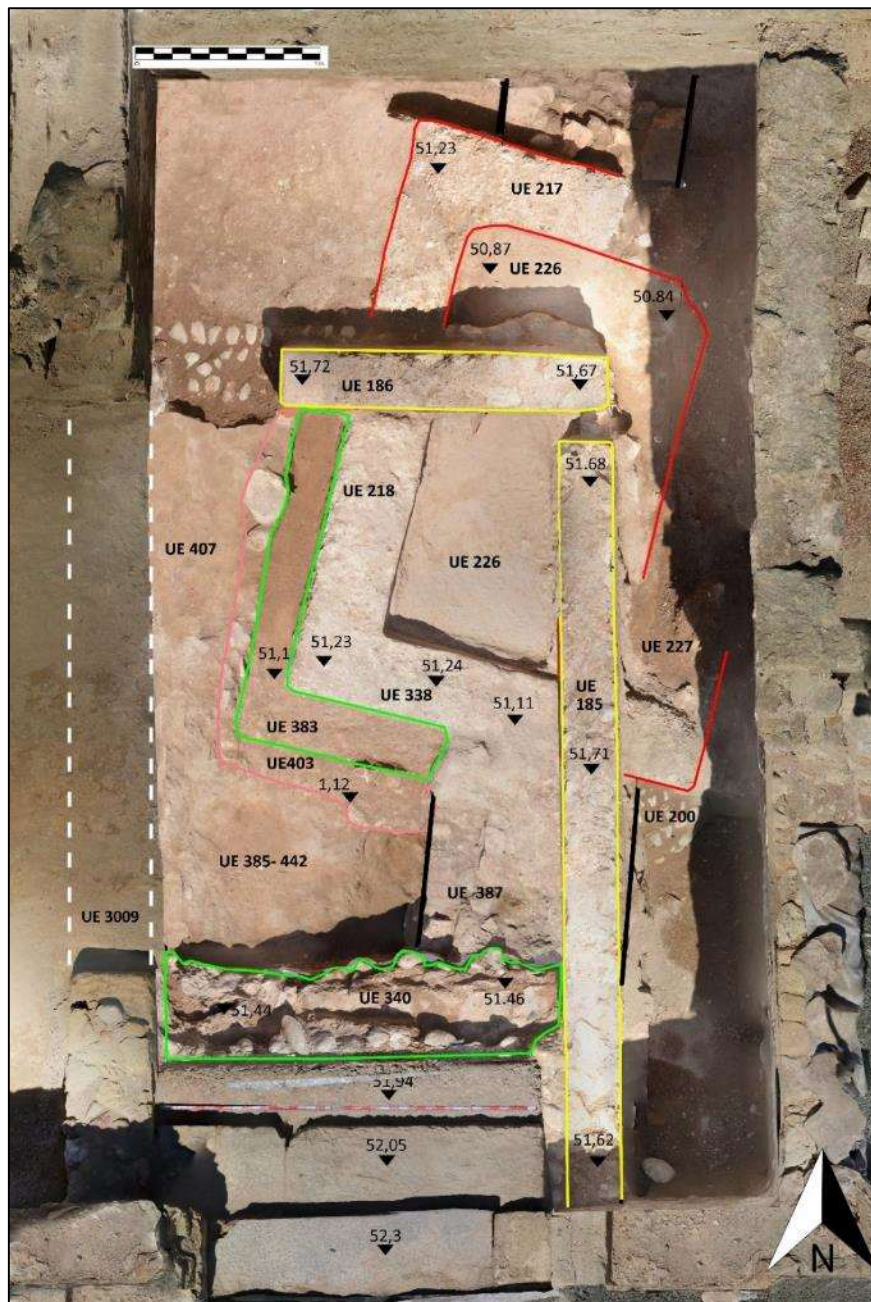 51,23
UE 217
50,87
UE 226
50.84
51,72
51,67
UE 186
51.68
UE 218
UE 407
UE 226
51,23
UE 227
51,1
51,24
UE 338
UE
185
51,11
UE 383
51,71
UE403
1,12
UE 200
UE 385- 442
UE 387
UE 3009
UE 340
51.46
51,44
51,94
52,05
51,62
52,3
N